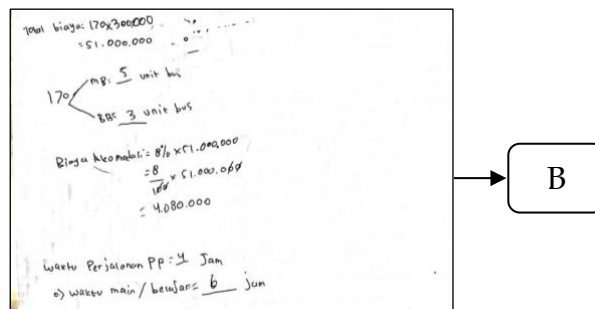 Total biaya: 170x300.000
= 51.000.000
170
MB: 5 unit bus
BB: 3 unit bus
Biaya Akomodasi = 8% x 51.000.000
= 8/100 x 51.000.000
= 4.080.000
waktu Perjalanan PP: 4 Jam
o) waktu main / belajar = 6 jam
B